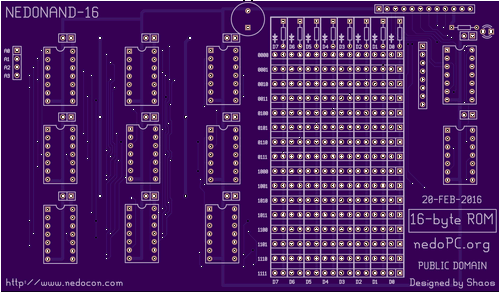 NEDONAND-16
A0
A1
A2
A3
D7 D6 D5 D4 D3 D2 D1 D0
0000
0001
0010
0011
0100
0101
0110
0111
1000
1001
1010
1011
1100
1101
1110
1111
D7 D6 D5 D4 D3 D2 D1 D0
20-FEB-2016
16-byte ROM
nedoPC.org
PUBLIC DOMAIN
Designed by Shaos
http://www.nedocon.com/